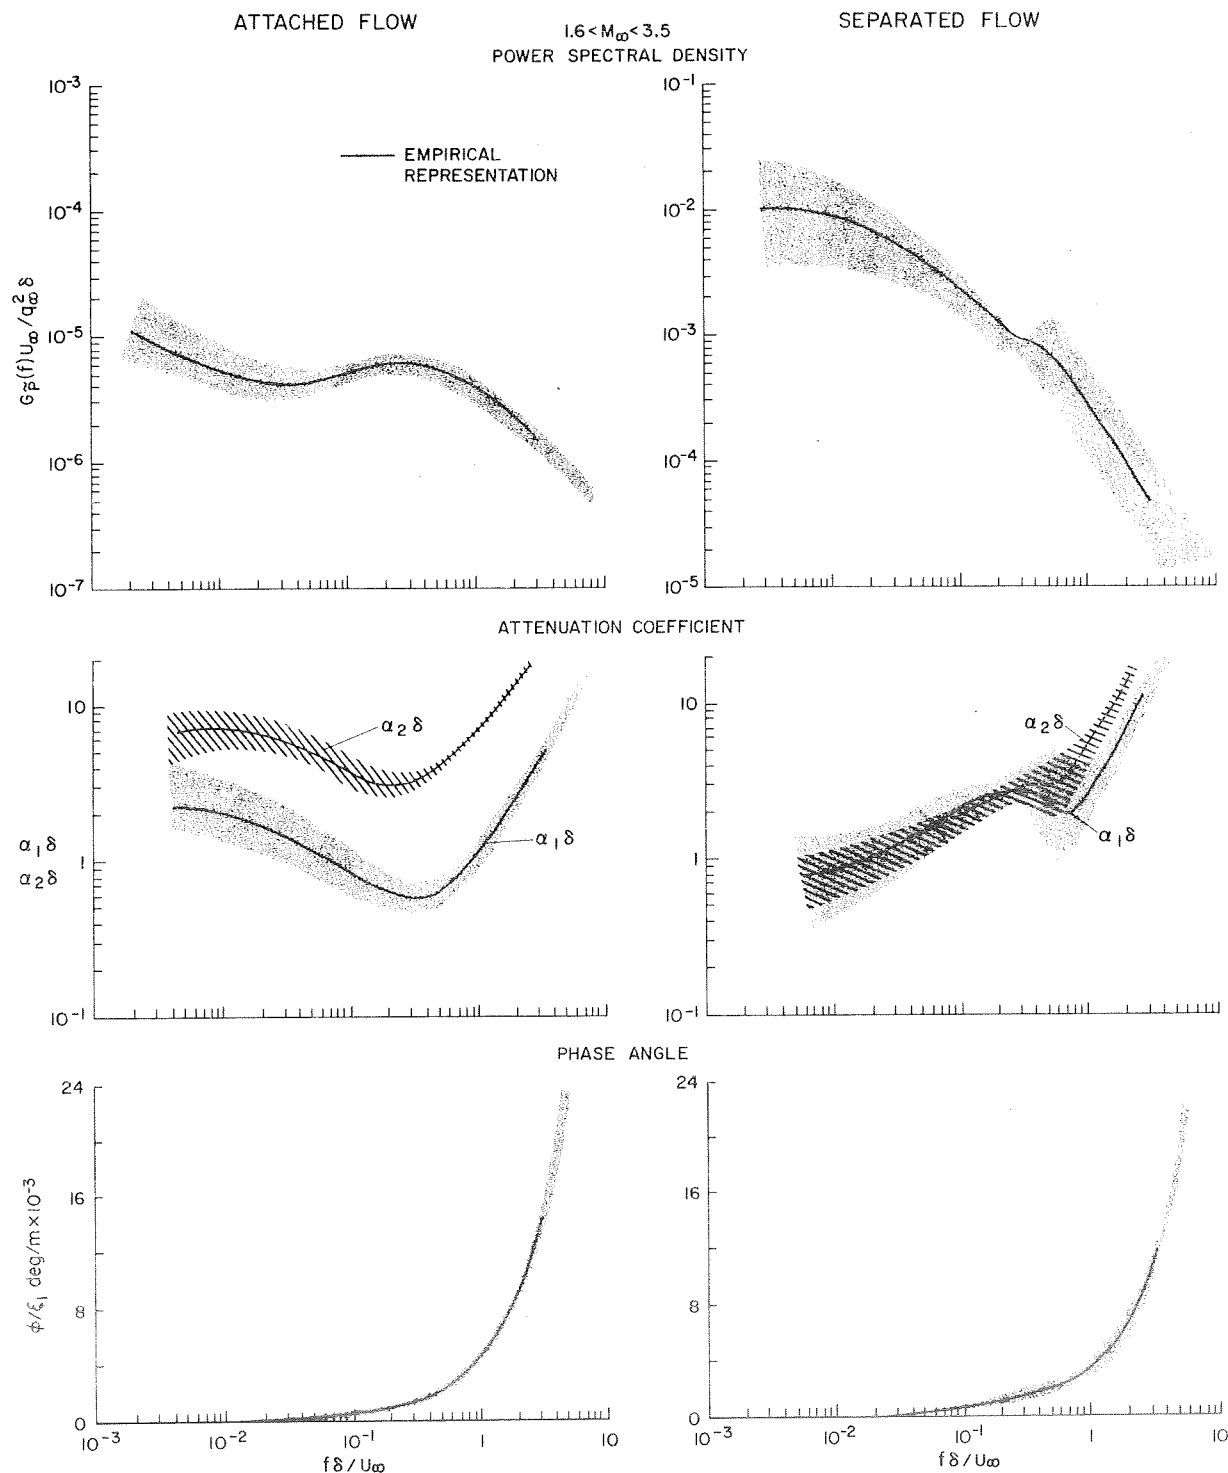 ATTACHED FLOW
SEPARATED FLOW
1.6 < M∞ < 3.5
POWER SPECTRAL DENSITY
10⁻³
10⁻⁴
10⁻⁵
10⁻⁶
10⁻⁷
G p̃(f) U∞ / q²∞ δ
EMPIRICAL
REPRESENTATION
10⁻¹
10⁻²
10⁻³
10⁻⁴
10⁻⁵
ATTENUATION COEFFICIENT
10
1
10⁻¹
α₁δ
α₂δ
α₂δ
α₁δ
10
1
10⁻¹
α₂δ
α₁δ
PHASE ANGLE
24
16
8
0
φ/ξ₁ deg/m × 10⁻³
10⁻³ 10⁻² 10⁻¹ 1 10
fδ/U∞
24
16
8
0
10⁻³ 10⁻² 10⁻¹ 1 10
fδ/U∞